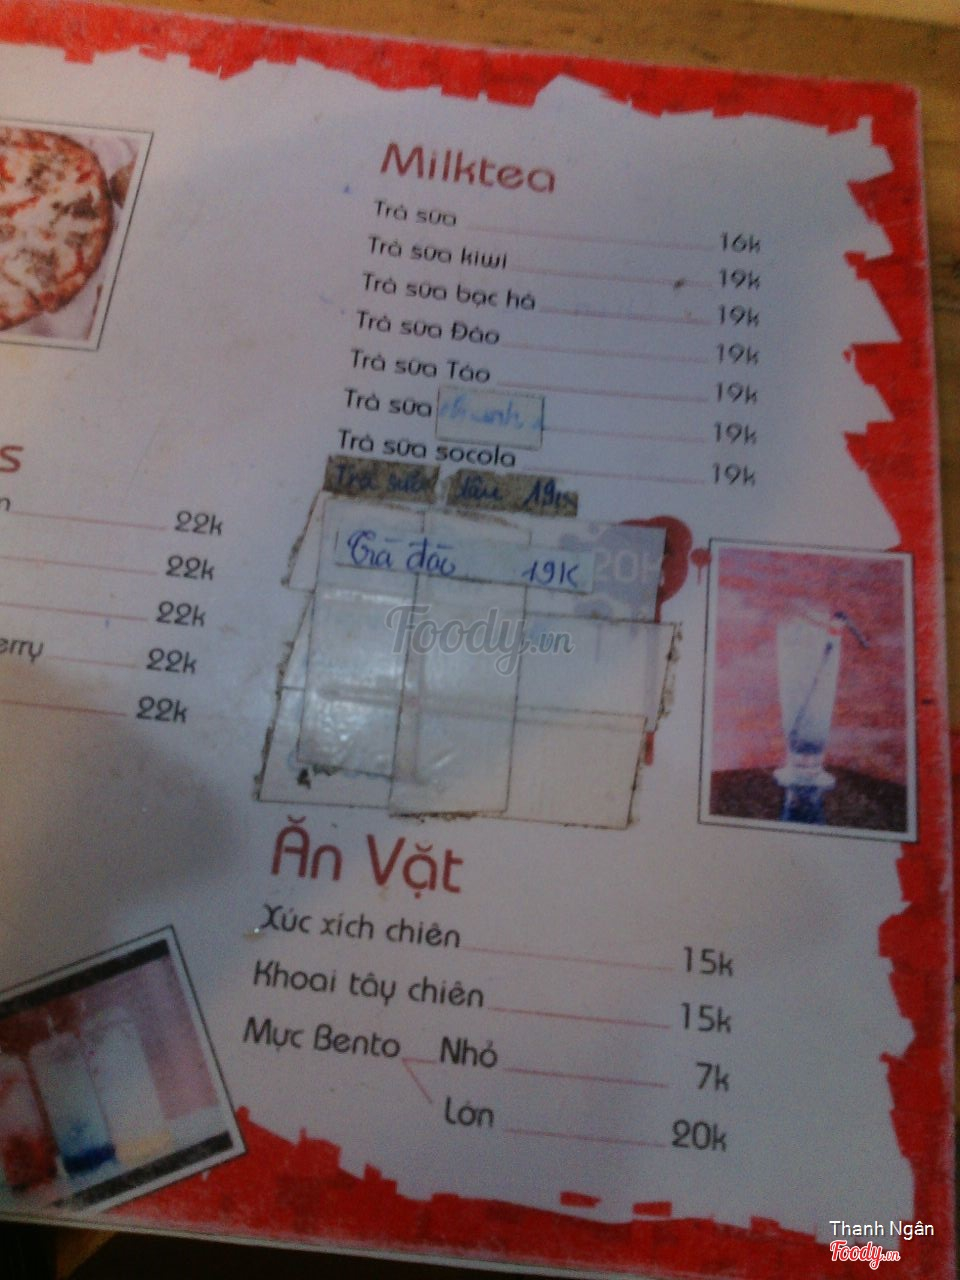 Milktea
Trà sữa 16k
Trà sữa kiwi 19k
Trà sữa bạc hà 19k
Trà sữa Đào 19k
Trà sữa Táo 19k
Trà sữa 19k
Trà sữa socola 19k
Trà sữa dâu 19k
Trà đào 19K
20K
Foody.vn
Ăn Vặt
Xúc xích chiên 15k
Khoai tây chiên 15k
Mực Bento Nhỏ 7k
Lớn 20k
s
n 22k
22k
22k
erry 22k
22k
Thanh Ngân
Foody.vn